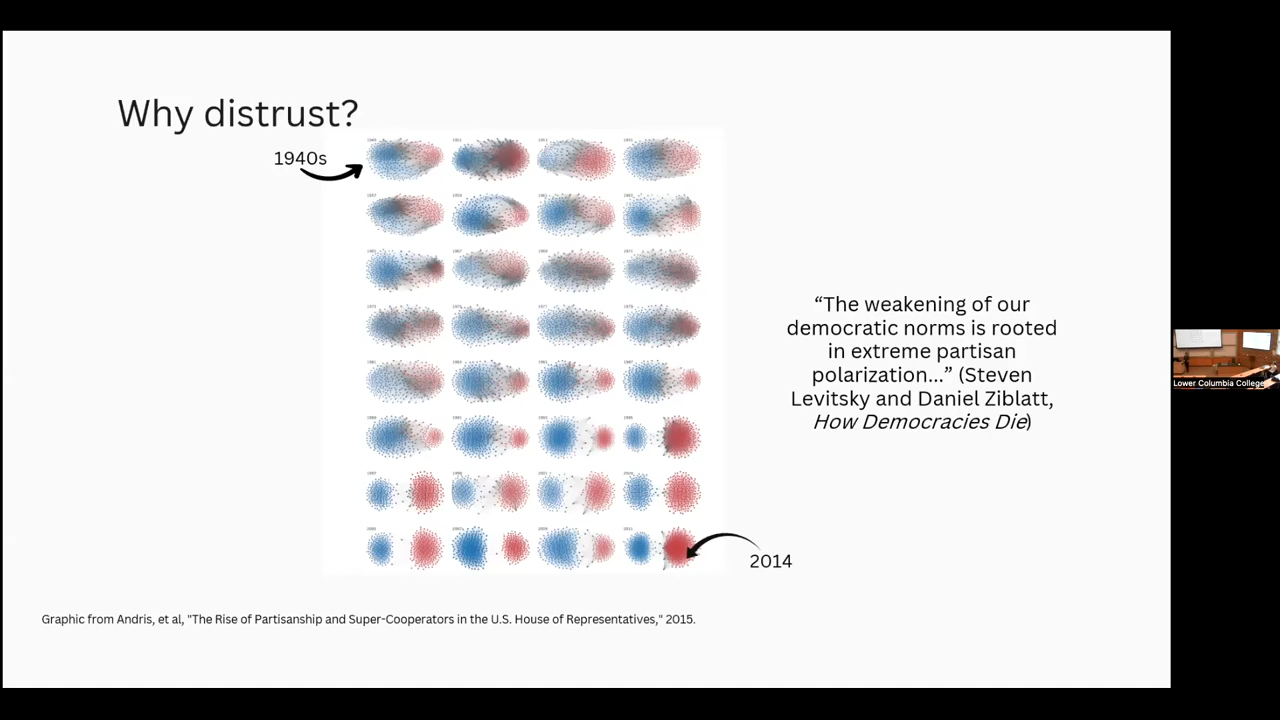 Why distrust?
1940s
“The weakening of our
democratic norms is rooted
in extreme partisan
polarization...” (Steven
Levitsky and Daniel Ziblatt,
How Democracies Die)
2014
Graphic from Andris, et al, "The Rise of Partisanship and Super-Cooperators in the U.S. House of Representatives," 2015.
Lower Columbia College